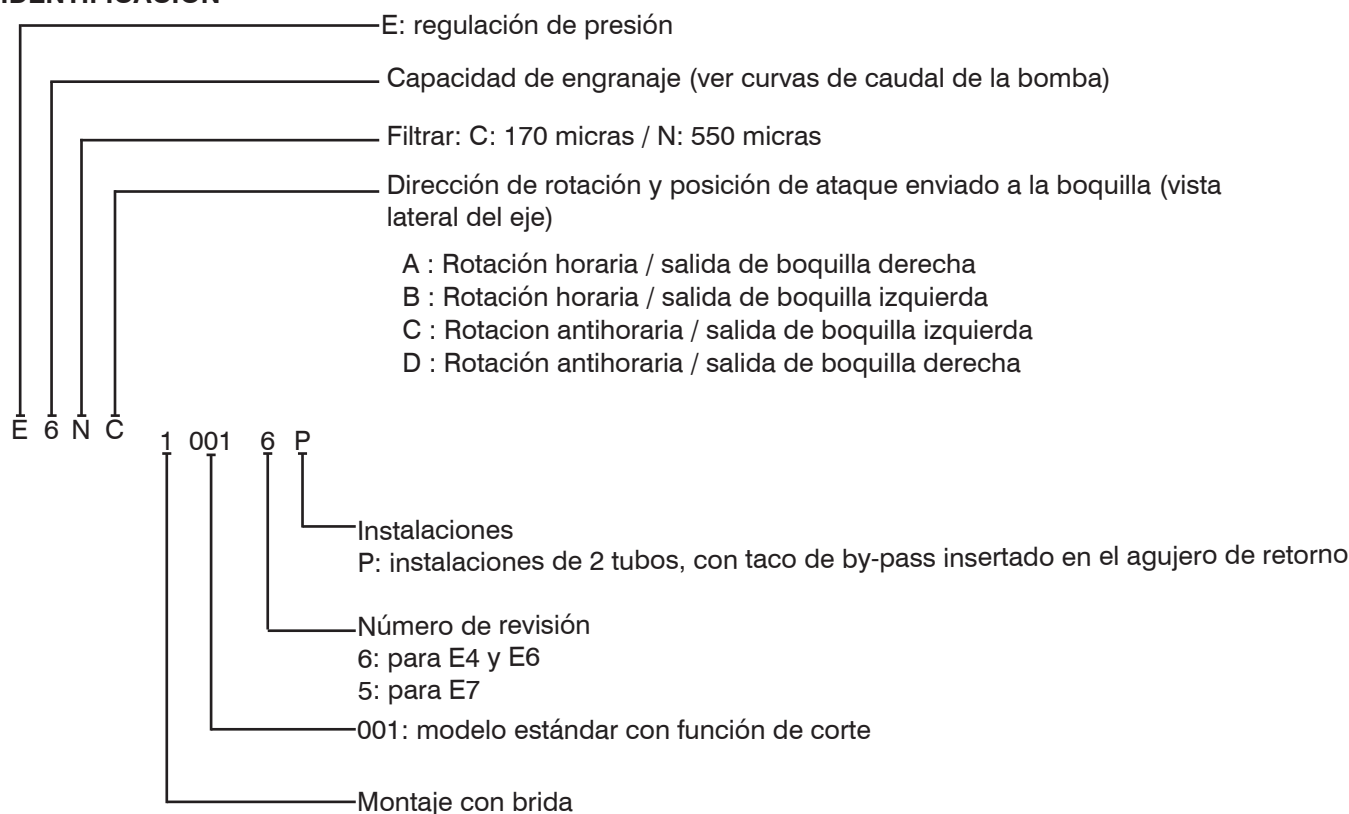 IDENTIFICACIÓN
E: regulación de presión
Capacidad de engranaje (ver curvas de caudal de la bomba)
Filtrar: C: 170 micras / N: 550 micras
Dirección de rotación y posición de ataque enviado a la boquilla (vista
lateral del eje)
A : Rotación horaria / salida de boquilla derecha
B : Rotación horaria / salida de boquilla izquierda
C : Rotacion antihoraria / salida de boquilla izquierda
D : Rotación antihoraria / salida de boquilla derecha
E 6 N C 1 001 6 P
Instalaciones
P: instalaciones de 2 tubos, con taco de by-pass insertado en el agujero de retorno
Número de revisión
6: para E4 y E6
5: para E7
001: modelo estándar con función de corte
Montaje con brida